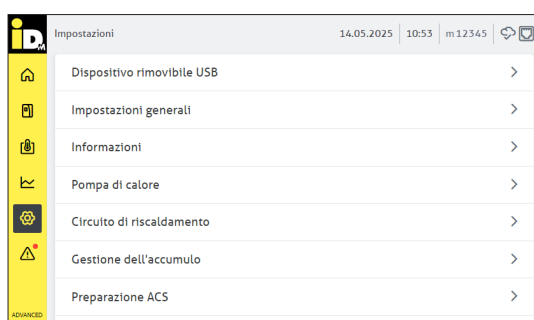 iDM
Impostazioni 14.05.2025 10:53 m12345
Dispositivo rimovibile USB
Impostazioni generali
Informazioni
Pompa di calore
Circuito di riscaldamento
Gestione dell'accumulo
Preparazione ACS
ADVANCED